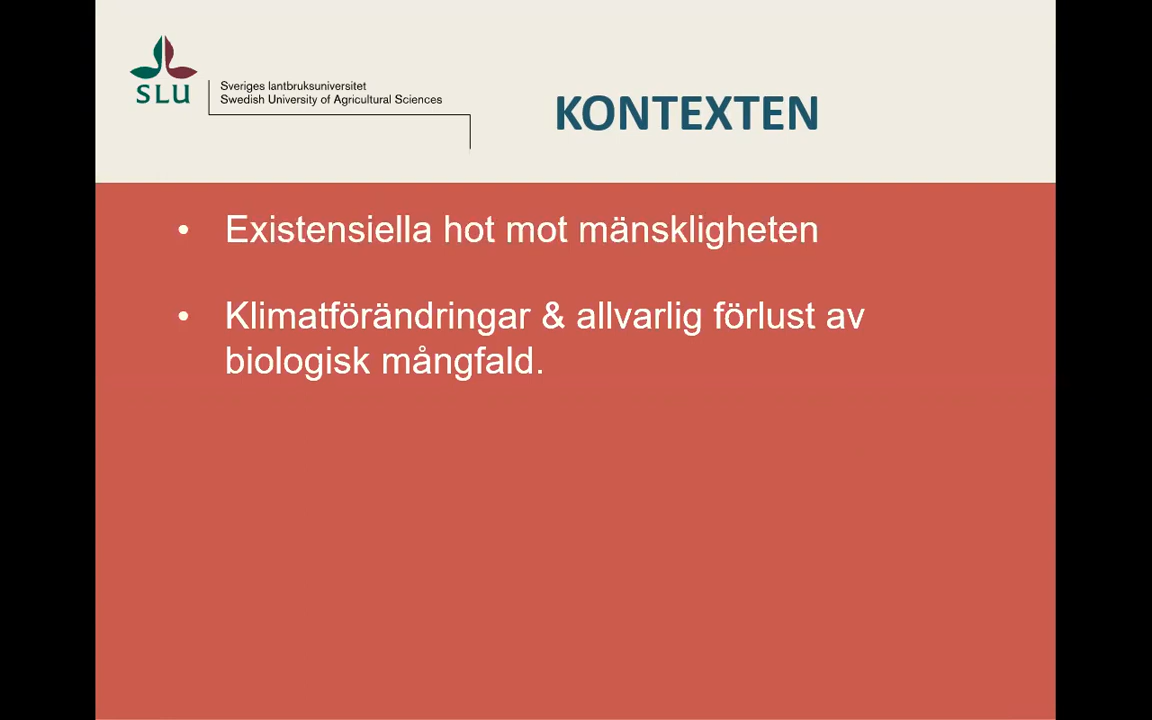 SLU
Sveriges lantbruksuniversitet
Swedish University of Agricultural Sciences
KONTEXTEN
• Existensiella hot mot mänskligheten
• Klimatförändringar & allvarlig förlust av
biologisk mångfald.